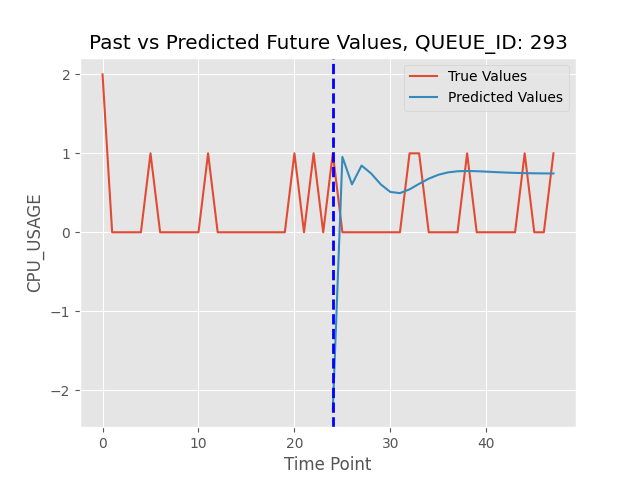 Past vs Predicted Future Values, QUEUE_ID: 293
True Values
Predicted Values
CPU_USAGE
2
1
0
−1
−2
0 10 20 30 40
Time Point